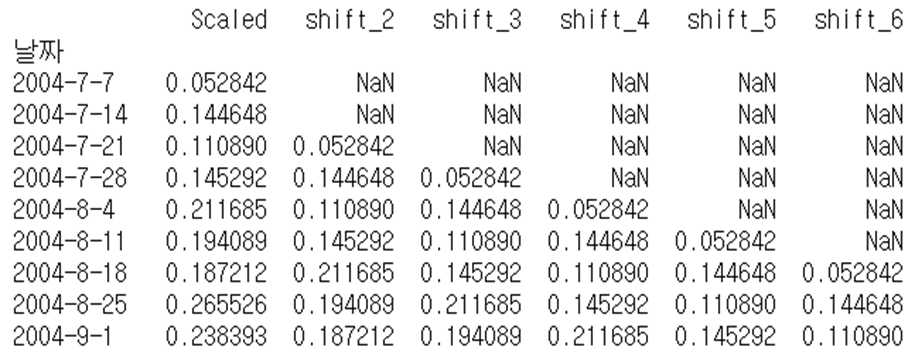 Scaled shift_2 shift_3 shift_4 shift_5 shift_6
날짜
2004-7-7 0.052842 NaN NaN NaN NaN NaN
2004-7-14 0.144648 NaN NaN NaN NaN NaN
2004-7-21 0.110890 0.052842 NaN NaN NaN NaN
2004-7-28 0.145292 0.144648 0.052842 NaN NaN NaN
2004-8-4 0.211685 0.110890 0.144648 0.052842 NaN NaN
2004-8-11 0.194089 0.145292 0.110890 0.144648 0.052842 NaN
2004-8-18 0.187212 0.211685 0.145292 0.110890 0.144648 0.052842
2004-8-25 0.265526 0.194089 0.211685 0.145292 0.110890 0.144648
2004-9-1 0.238393 0.187212 0.194089 0.211685 0.145292 0.110890